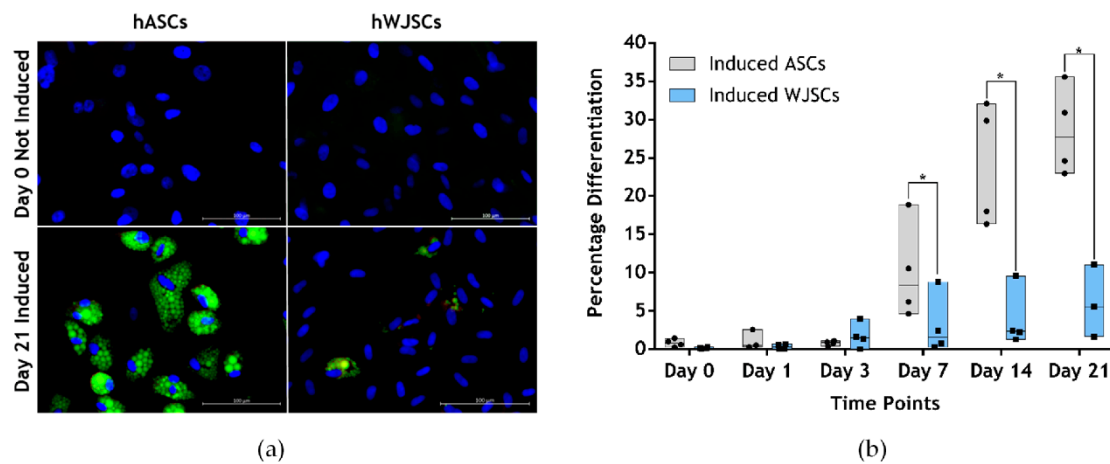 hASCs
hWJSCs
Day 0 Not Induced
100 µm
100 µm
Day 21 Induced
100 µm
100 µm
(a)
Percentage Differentiation
40
35
30
25
20
15
10
5
0
Induced ASCs
Induced WJSCs
*
*
*
Day 0
Day 1
Day 3
Day 7
Day 14
Day 21
Time Points
(b)